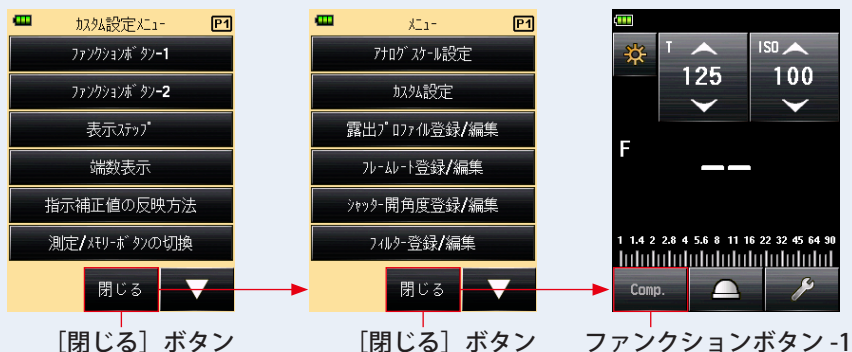 カスタム設定メニュー P1
ファンクションボタン-1
ファンクションボタン-2
表示ステップ
端数表示
指示補正値の反映方法
測定/メモリーボタンの切換
閉じる
［閉じる］ボタン
メニュー P1
アナログスケール設定
カスタム設定
露出プロファイル登録/編集
フレームレート登録/編集
シャッター開角度登録/編集
フィルター登録/編集
閉じる
［閉じる］ボタン
T ISO
125 100
F
1 1.4 2 2.8 4 5.6 8 11 16 22 32 45 64 90
Comp.
ファンクションボタン -1